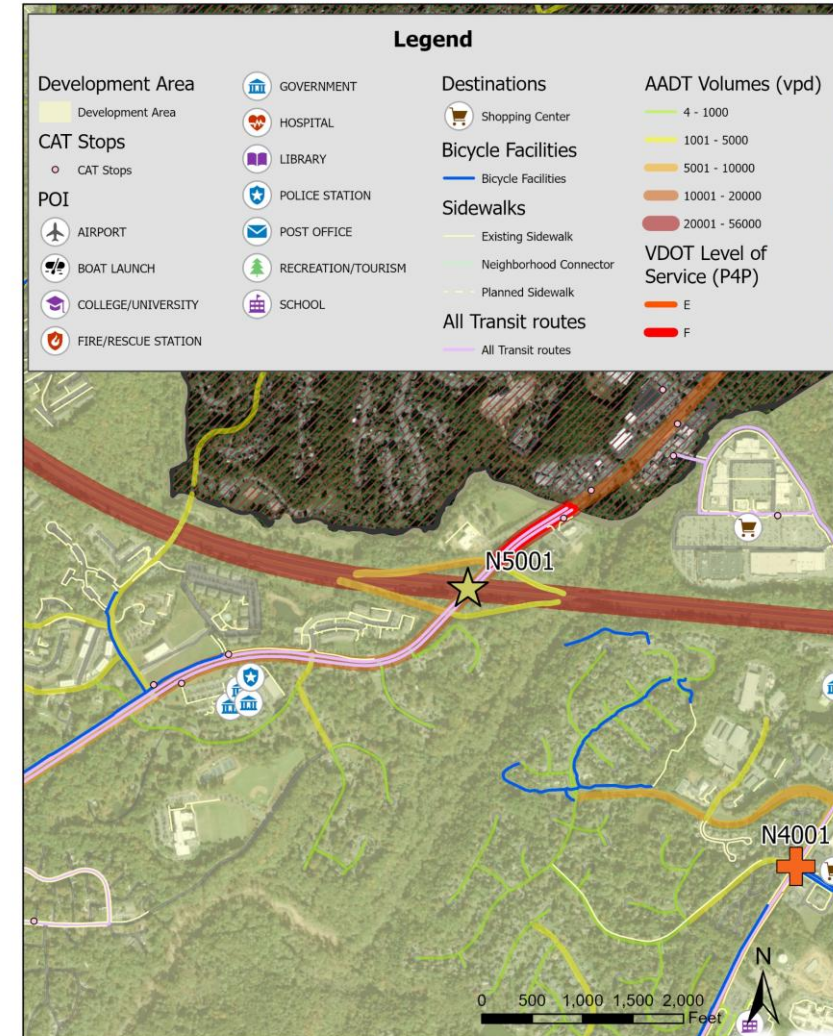 Legend
Development Area
Development Area
CAT Stops
CAT Stops
POI
AIRPORT
BOAT LAUNCH
COLLEGE/UNIVERSITY
FIRE/RESCUE STATION
GOVERNMENT
HOSPITAL
LIBRARY
POLICE STATION
POST OFFICE
RECREATION/TOURISM
SCHOOL
Destinations
Shopping Center
Bicycle Facilities
Bicycle Facilities
Sidewalks
Existing Sidewalk
Neighborhood Connector
Planned Sidewalk
All Transit routes
All Transit routes
AADT Volumes (vpd)
4 - 1000
1001 - 5000
5001 - 10000
10001 - 20000
20001 - 56000
VDOT Level of
Service (P4P)
E
F
N5001
N4001
N
0 500 1,000 1,500 2,000
Feet